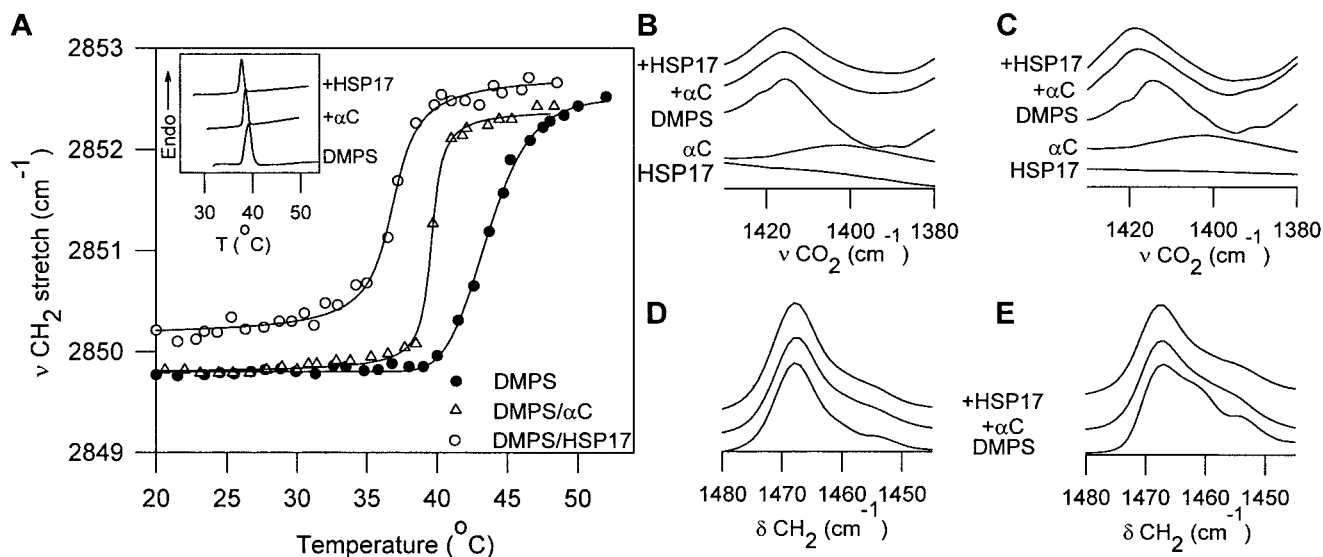 A
ν CH2 stretch (cm-1)
2853
2852
2851
2850
2849
20 25 30 35 40 45 50
Temperature (oC)
Endo
+HSP17
+αC
DMPS
30 40 50
T (oC)
DMPS
DMPS/αC
DMPS/HSP17
B
+HSP17
+αC
DMPS
αC
HSP17
1420 1400 1380
ν CO2 (cm-1)
C
+HSP17
+αC
DMPS
αC
HSP17
1420 1400 1380
ν CO2 (cm-1)
D
1480 1470 1460 1450
δ CH2 (cm-1)
E
+HSP17
+αC
DMPS
1480 1470 1460 1450
δ CH2 (cm-1)